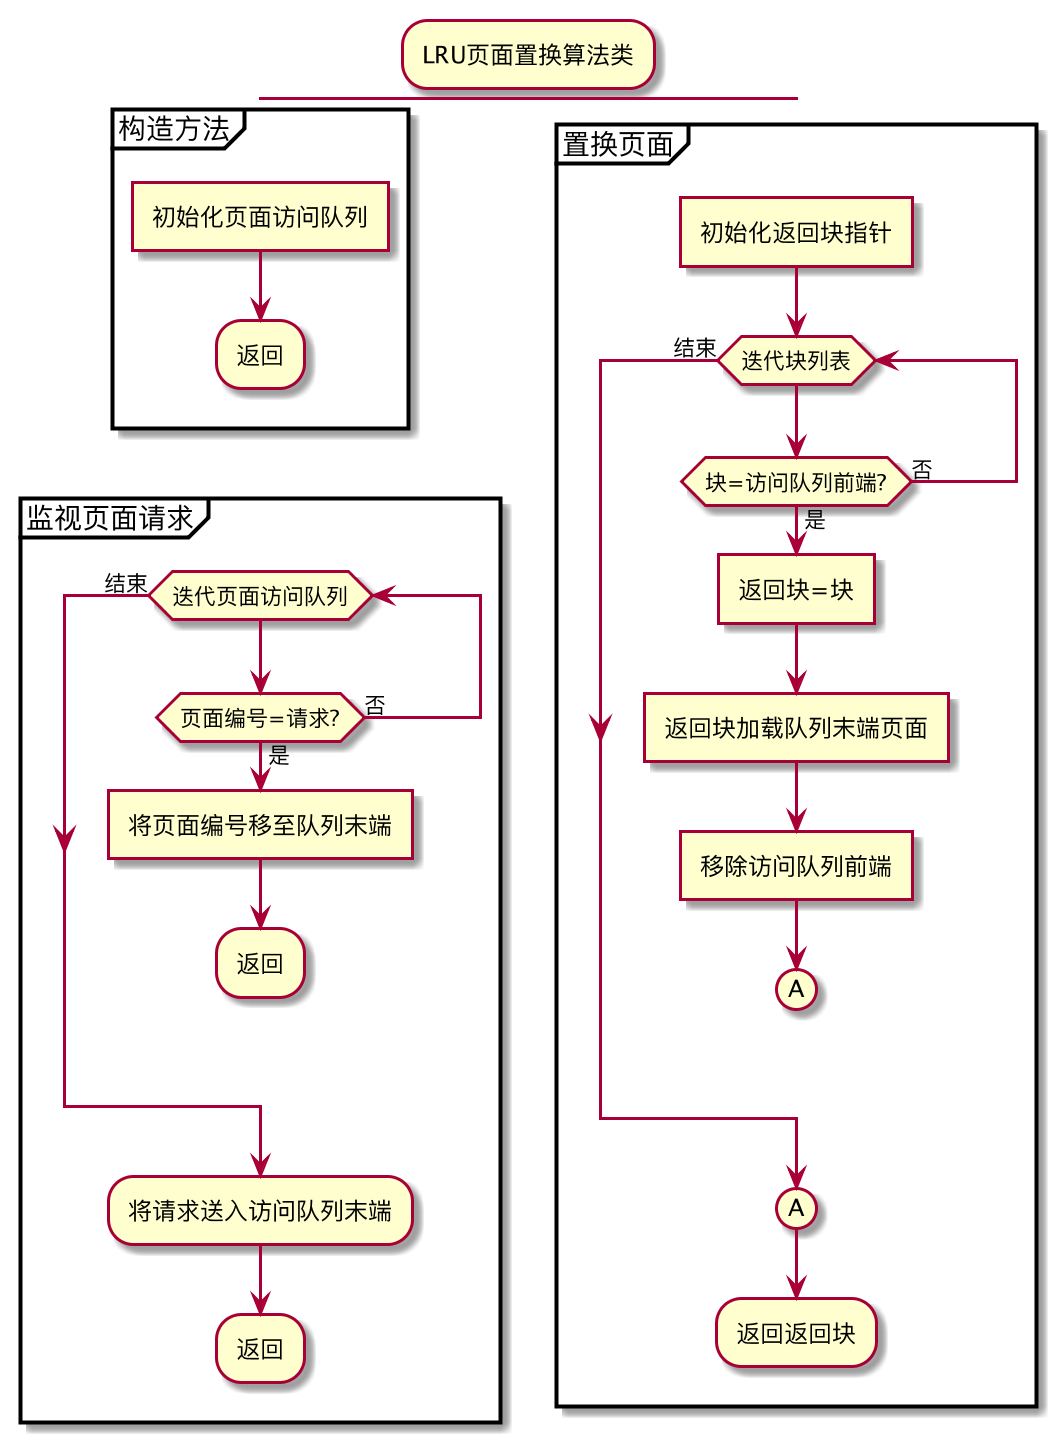 LRU页面置换算法类
构造方法
初始化页面访问队列
返回
监视页面请求
结束
迭代页面访问队列
页面编号=请求?
否
是
将页面编号移至队列末端
返回
将请求送入访问队列末端
返回
置换页面
初始化返回块指针
结束
迭代块列表
块=访问队列前端?
否
是
返回块=块
返回块加载队列末端页面
移除访问队列前端
A
A
返回返回块